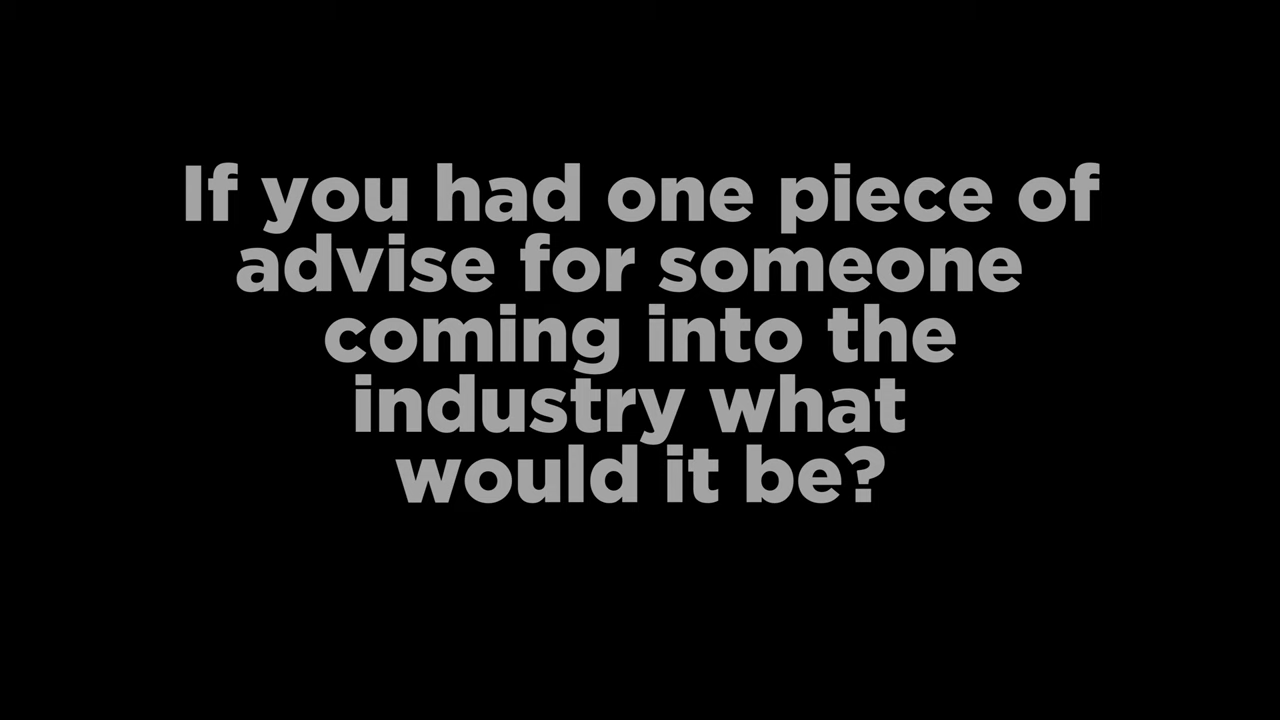 If you had one piece of
advise for someone
coming into the
industry what
would it be?